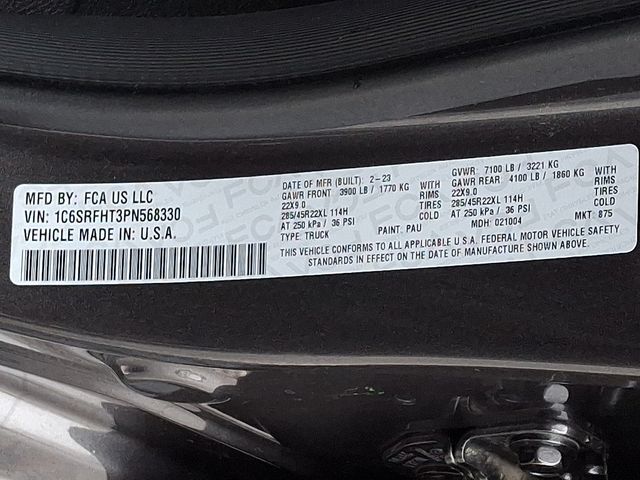 MFD BY: FCA US LLC
VIN: 1C6SRFHT3PN568330
VEHICLE MADE IN: U.S.A.
DATE OF MFR (BUILT): 2-23
GAWR FRONT 3900 LB / 1770 KG WITH
22X9.0 RIMS
285/45R22XL 114H TIRES
AT 250 kPa / 36 PSI COLD
TYPE: TRUCK PAINT: PAU
GVWR: 7100 LB / 3221 KG
GAWR REAR 4100 LB / 1860 KG WITH
22X9.0 RIMS
285/45R22XL 114H TIRES
AT 250 kPa / 36 PSI COLD
MDH: 021004 MKT: 875
THIS VEHICLE CONFORMS TO ALL APPLICABLE U.S.A. FEDERAL MOTOR VEHICLE SAFETY
STANDARDS IN EFFECT ON THE DATE OF MANUFACTURE SHOWN ABOVE.